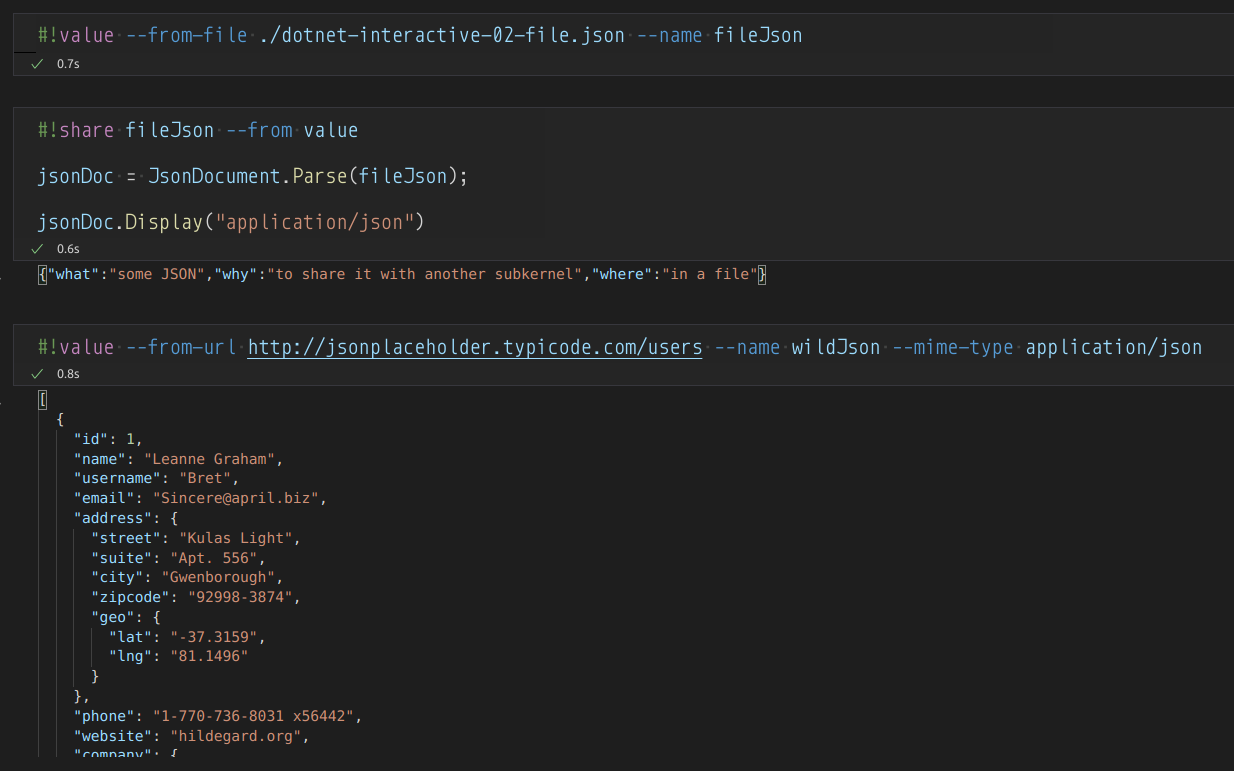 #!value --from-file ./dotnet-interactive-02-file.json --name fileJson
0.7s
#!share fileJson --from value
jsonDoc = JsonDocument.Parse(fileJson);
jsonDoc.Display("application/json")
0.6s
{"what":"some JSON","why":"to share it with another subkernel","where":"in a file"}
#!value --from-url http://jsonplaceholder.typicode.com/users --name wildJson --mime-type application/json
0.8s
[
{
"id": 1,
"name": "Leanne Graham",
"username": "Bret",
"email": "Sincere@april.biz",
"address": {
"street": "Kulas Light",
"suite": "Apt. 556",
"city": "Gwenborough",
"zipcode": "92998-3874",
"geo": {
"lat": "-37.3159",
"lng": "81.1496"
}
},
"phone": "1-770-736-8031 x56442",
"website": "hildegard.org",
"company": {